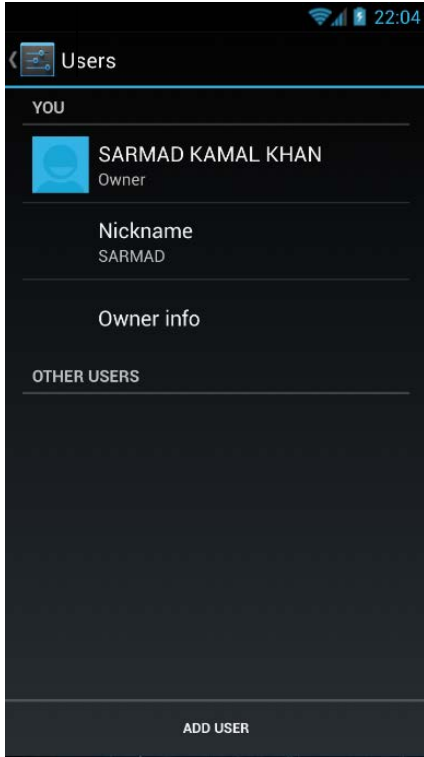 22:04
Users
YOU
SARMAD KAMAL KHAN
Owner
Nickname
SARMAD
Owner info
OTHER USERS
ADD USER